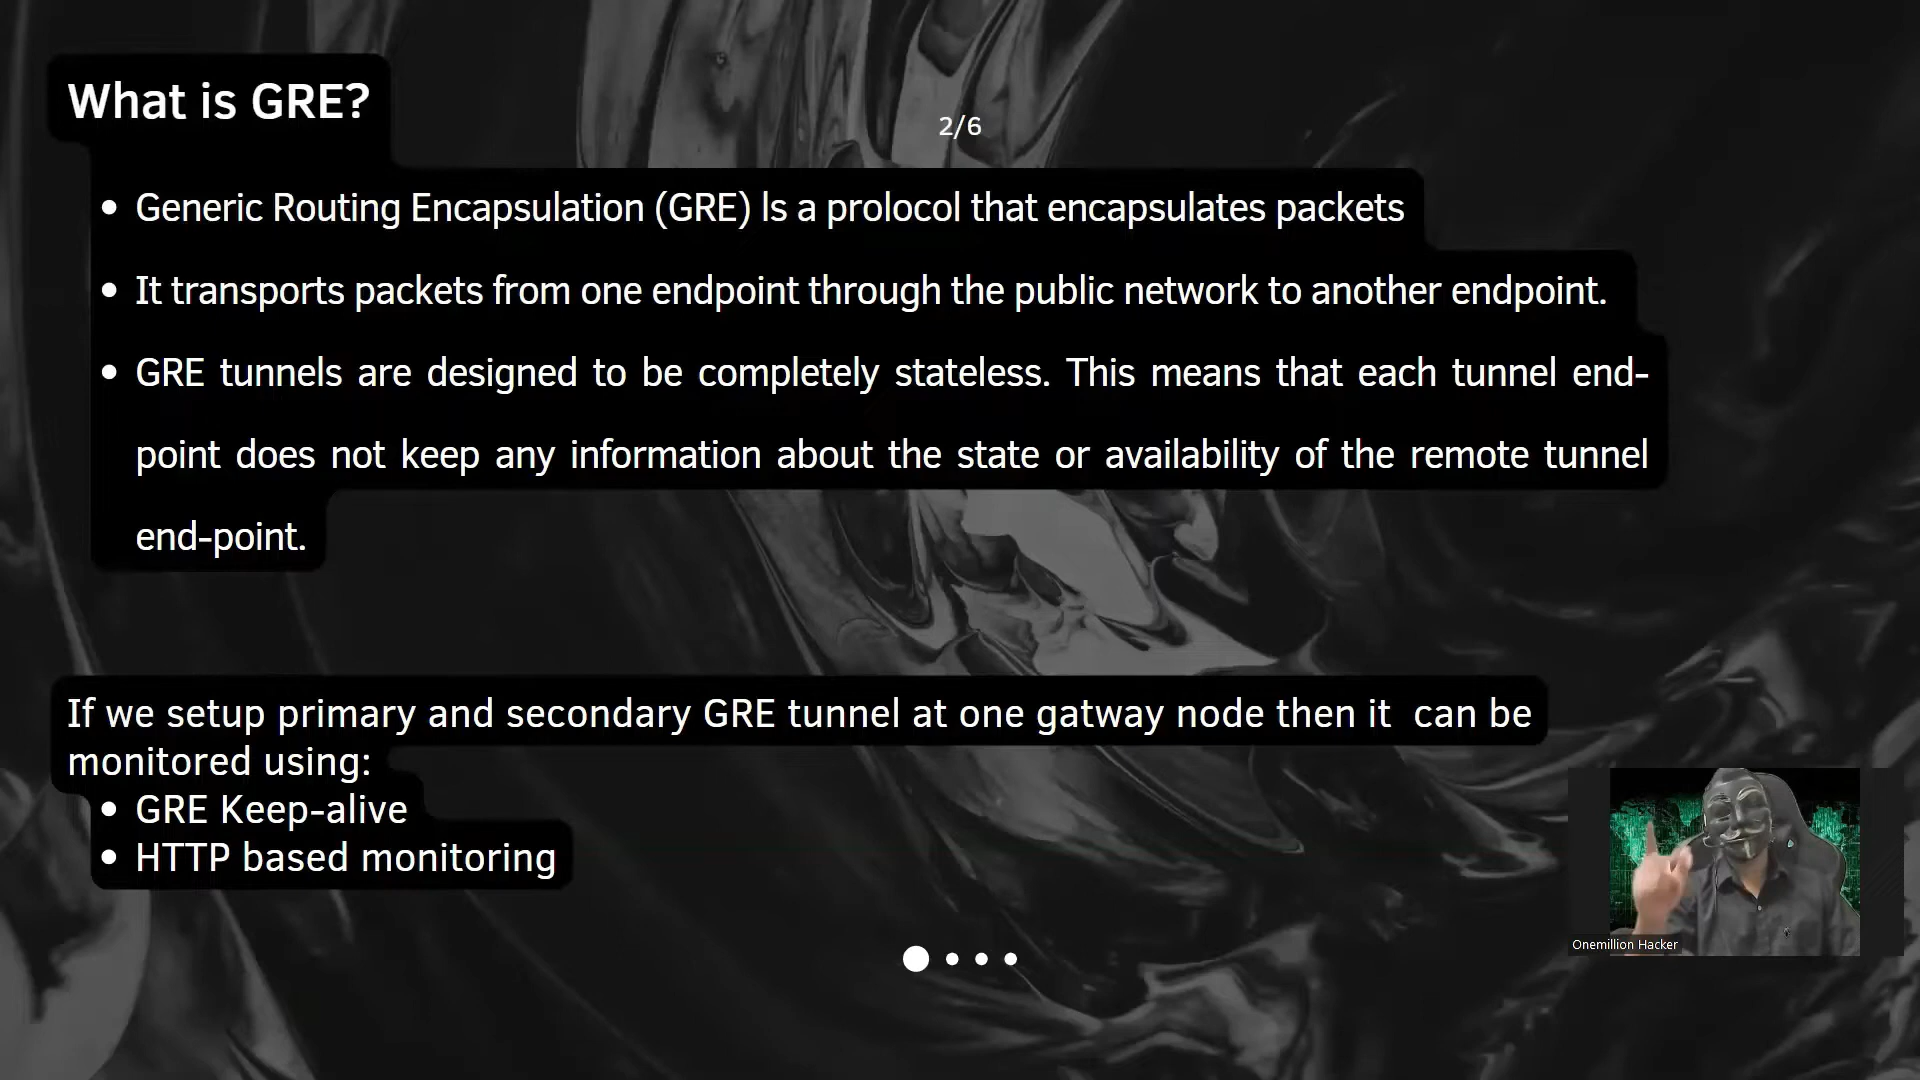 What is GRE?
2/6
• Generic Routing Encapsulation (GRE) ls a prolocol that encapsulates packets
• It transports packets from one endpoint through the public network to another endpoint.
• GRE tunnels are designed to be completely stateless. This means that each tunnel end-
point does not keep any information about the state or availability of the remote tunnel
end-point.
If we setup primary and secondary GRE tunnel at one gatway node then it  can be
monitored using:
• GRE Keep-alive
• HTTP based monitoring
Onemillion Hacker